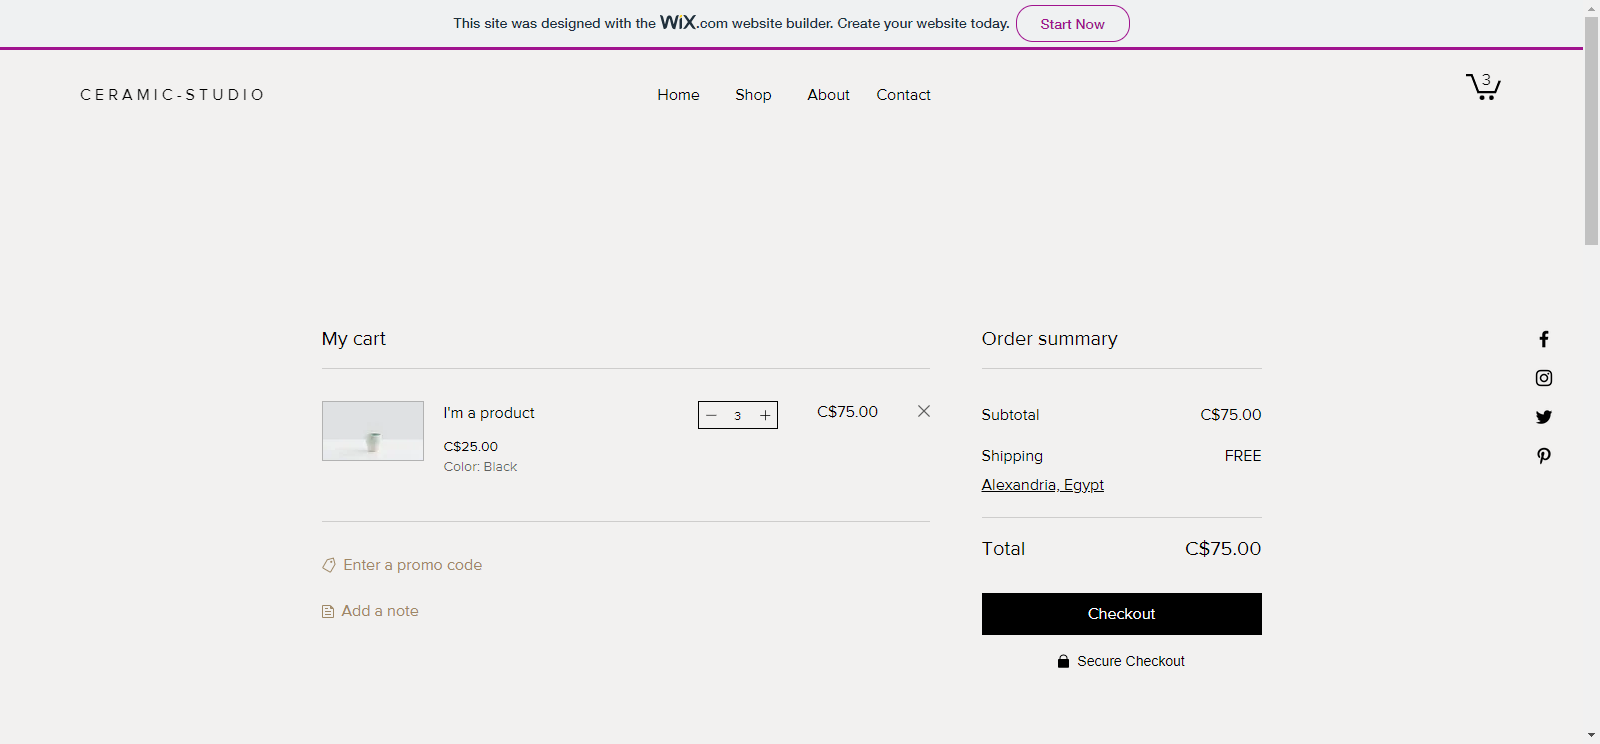 This site was designed with the WiX.com website builder. Create your website today. Start Now
CERAMIC-STUDIO
Home Shop About Contact
3
My cart
I'm a product
C$25.00
Color: Black
3
C$75.00
Enter a promo code
Add a note
Order summary
Subtotal C$75.00
Shipping FREE
Alexandria, Egypt
Total C$75.00
Checkout
Secure Checkout